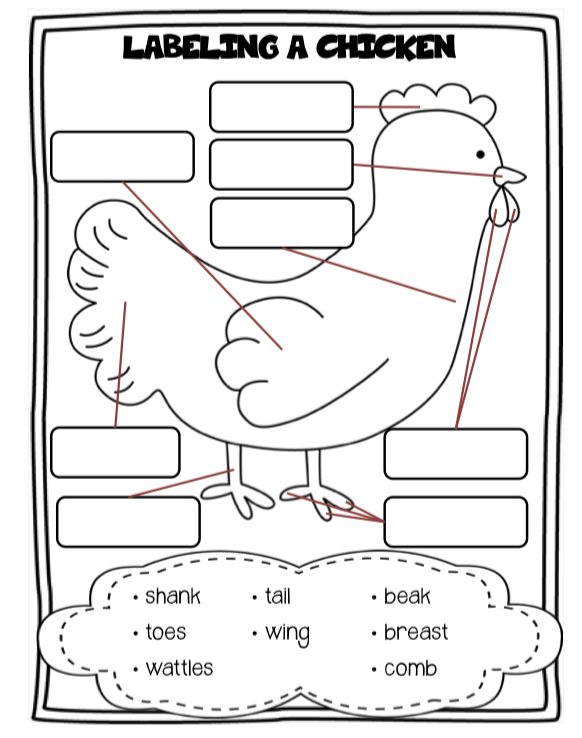 LABELING A CHICKEN
• shank • tail • beak
• toes • wing • breast
• wattles • comb